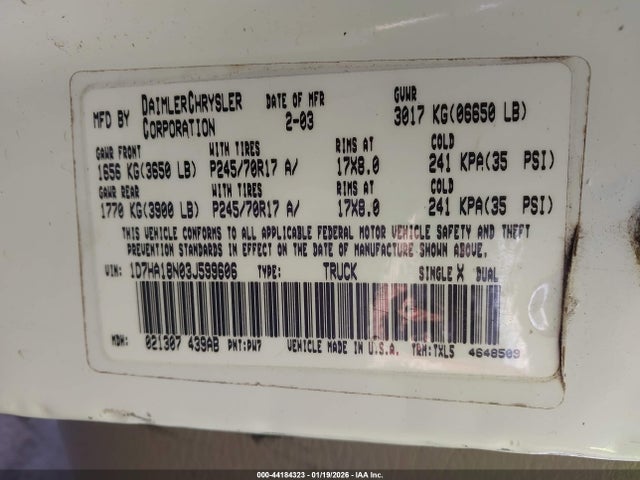 MFD BY DAIMLERCHRYSLER CORPORATION DATE OF MFR 2-03 GVWR 3017 KG(06650 LB)
GAWR FRONT WITH TIRES RIMS AT COLD
1656 KG(3650 LB) P245/70R17 A/ 17X8.0 241 KPA(35 PSI)
GAWR REAR WITH TIRES RIMS AT COLD
1770 KG(3900 LB) P245/70R17 A/ 17X8.0 241 KPA(35 PSI)
THIS VEHICLE CONFORMS TO ALL APPLICABLE FEDERAL MOTOR VEHICLE SAFETY AND THEFT
PREVENTION STANDARDS IN EFFECT ON THE DATE OF MANUFACTURE SHOWN ABOVE.
VIN: 1D7HA18N03J599606 TYPE: TRUCK SINGLE X DUAL
MDH: 021307 439AB PNT:PW7 VEHICLE MADE IN U.S.A. TRM:TXL5 4648509
000-44184323 - 01/19/2026 - IAA Inc.